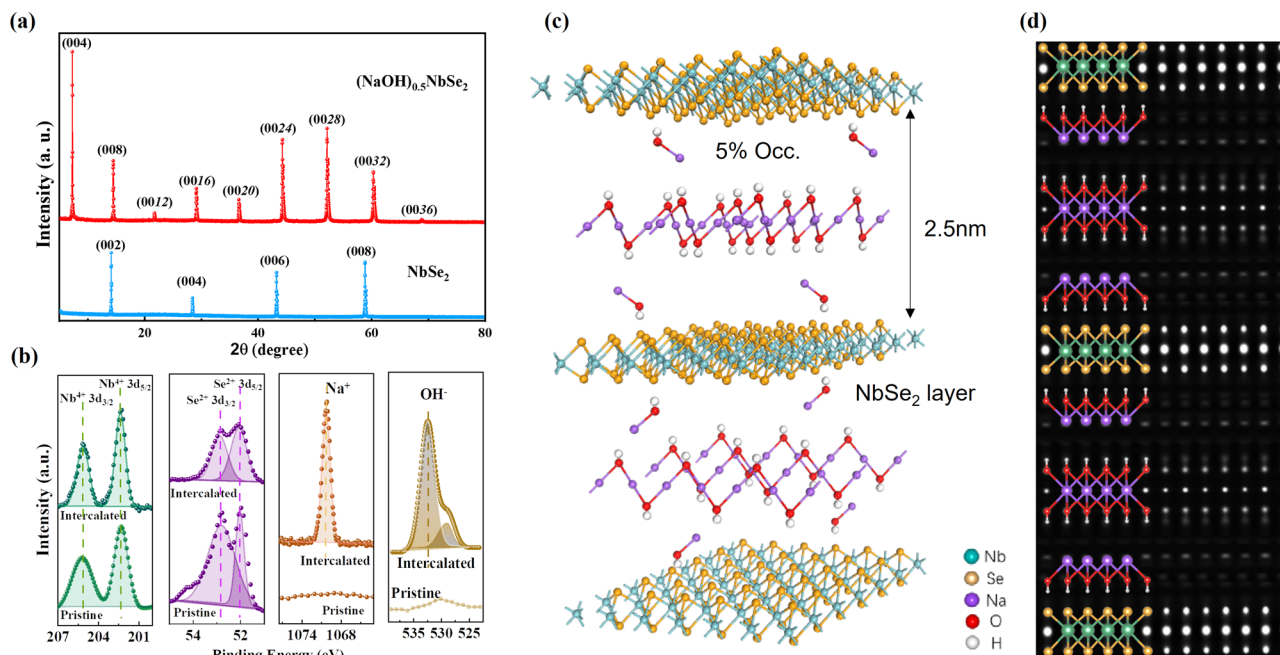 (a)
Intensity (a. u.)
(004)
(NaOH)0.5NbSe2
(008)
(0012)
(0016)
(0020)
(0024)
(0028)
(0032)
(0036)
(002)
(004)
(006)
(008)
NbSe2
20
40
60
80
2θ (degree)
(b)
Intensity (a.u.)
Nb4+ 3d5/2
Nb4+ 3d3/2
Intercalated
Pristine
207
204
201
Se2+ 3d5/2
Se2+ 3d3/2
Intercalated
Pristine
54
52
Na+
Intercalated
Pristine
1074
1068
OH-
Intercalated
Pristine
535
530
525
Binding Energy (eV)
(c)
5% Occ.
2.5nm
NbSe2 layer
Nb
Se
Na
O
H
(d)